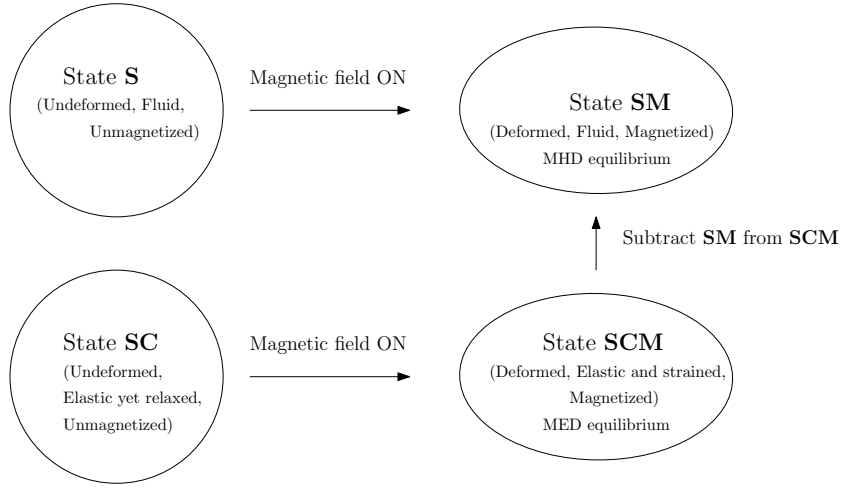 State S
(Undeformed, Fluid,
Unmagnetized)
Magnetic field ON
State SM
(Deformed, Fluid, Magnetized)
MHD equilibrium
Subtract SM from SCM
State SC
(Undeformed,
Elastic yet relaxed,
Unmagnetized)
Magnetic field ON
State SCM
(Deformed, Elastic and strained,
Magnetized)
MED equilibrium